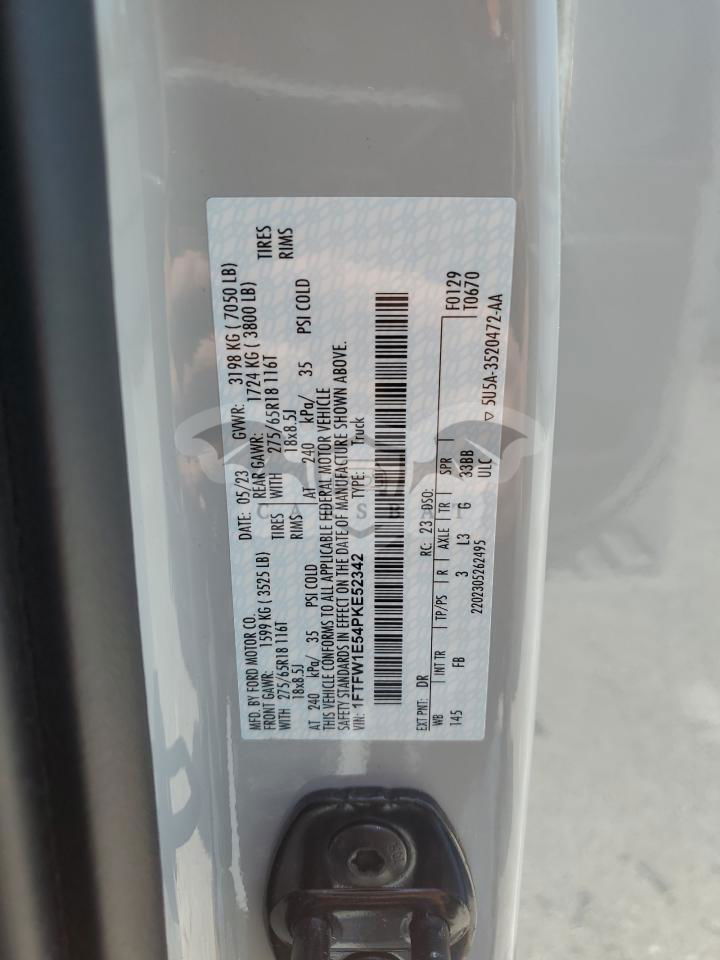 MFD. BY FORD MOTOR CO.
DATE: 05/23 GVWR: 3198 KG ( 7050 LB)
FRONT GAWR: 1599 KG ( 3525 LB) REAR GAWR: 1724 KG ( 3800 LB)
WITH 275/65R18 116T WITH 275/65R18 116T TIRES
18x8.5J RIMS: 18x8.5J RIMS
AT 240 kPa/ 35 PSI COLD AT 240 kPa/ 35 PSI COLD
THIS VEHICLE CONFORMS TO ALL APPLICABLE FEDERAL MOTOR VEHICLE
SAFETY STANDARDS IN EFFECT ON THE DATE OF MANUFACTURE SHOWN ABOVE.
VIN: 1FTFW1E54PKE52342 TYPE: Truck
EXT PNT: DR RC: 23 DSO: F0129
WB INT TR TP/PS R AXLE TR SPR T0670
145 FB 3 L3 G 33BB
ULC
2202305262495 ▽ 5U5A-3520472-AA
CARSBAT